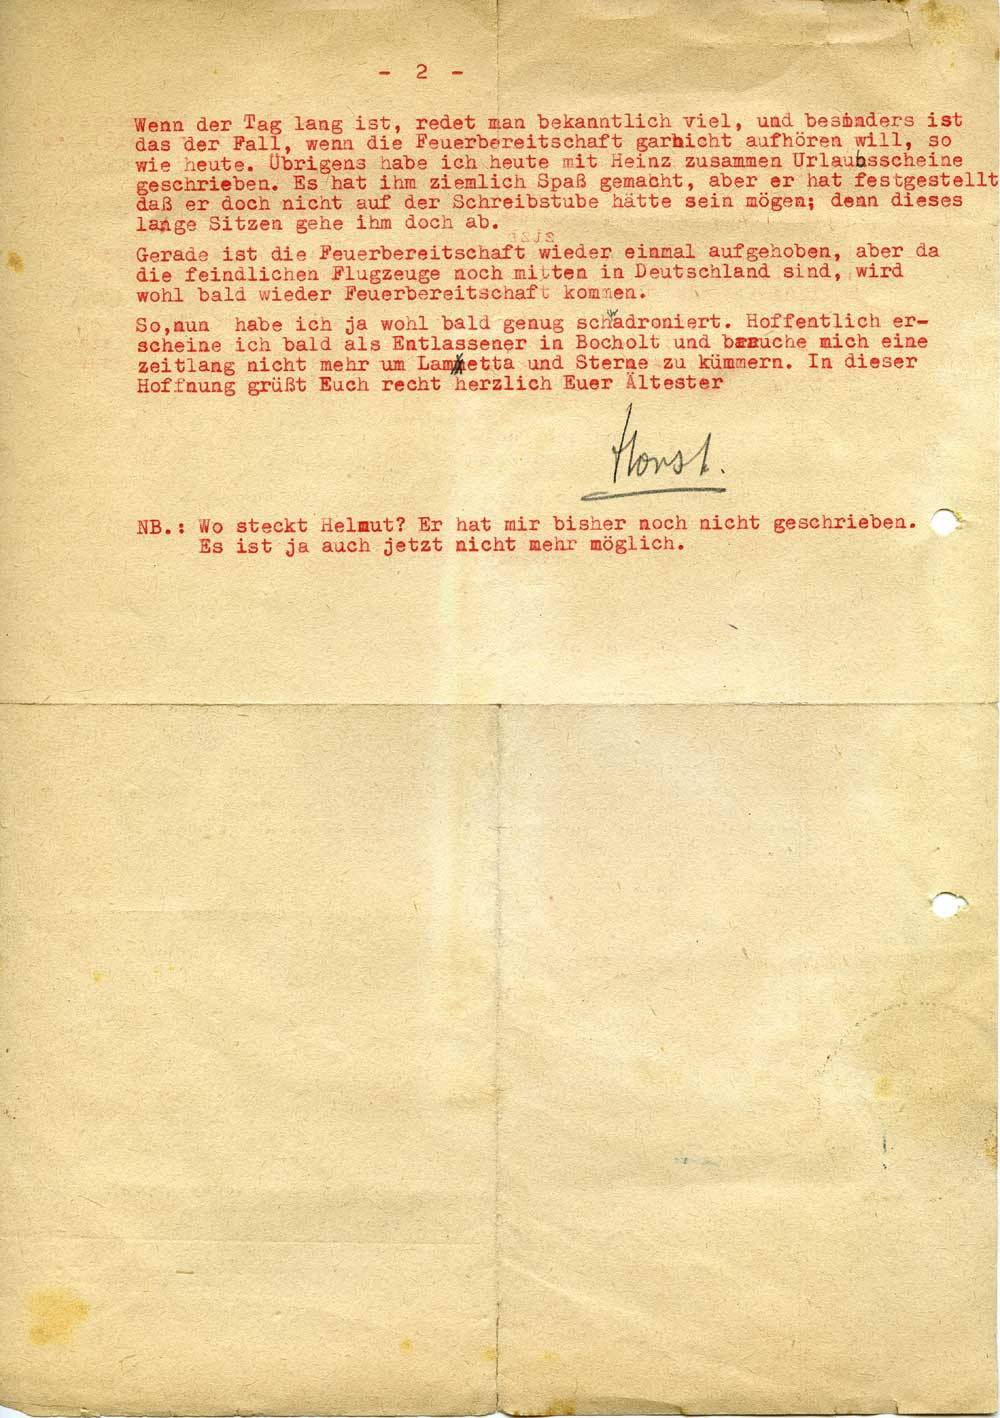 - 2 -
Wenn der Tag lang ist, redet man bekanntlich viel, und besonders ist
das der Fall, wenn die Feuerbereitschaft garnicht aufhören will, so
wie heute. Übrigens habe ich heute mit Heinz zusammen Urlaubsscheine
geschrieben. Es hat ihm ziemlich Spaß gemacht, aber er hat festgestellt
daß er doch nicht auf der Schreibstube hätte sein mögen; denn dieses
lange Sitzen gehe ihm doch ab.
Gerade ist die Feuerbereitschaft wieder einmal aufgehoben, aber da
die feindlichen Flugzeuge noch mitten in Deutschland sind, wird
wohl bald wieder Feuerbereitschaft kommen.
So,nun habe ich ja wohl bald genug schwadroniert. Hoffentlich er-
scheine ich bald als Entlassener in Bocholt und brauche mich eine
zeitlang nicht mehr um Lametta und Sterne zu kümmern. In dieser
Hoffnung grüßt Euch recht herzlich Euer Ältester
Horst.
NB.: Wo steckt Helmut? Er hat mir bisher noch nicht geschrieben.
Es ist ja auch jetzt nicht mehr möglich.